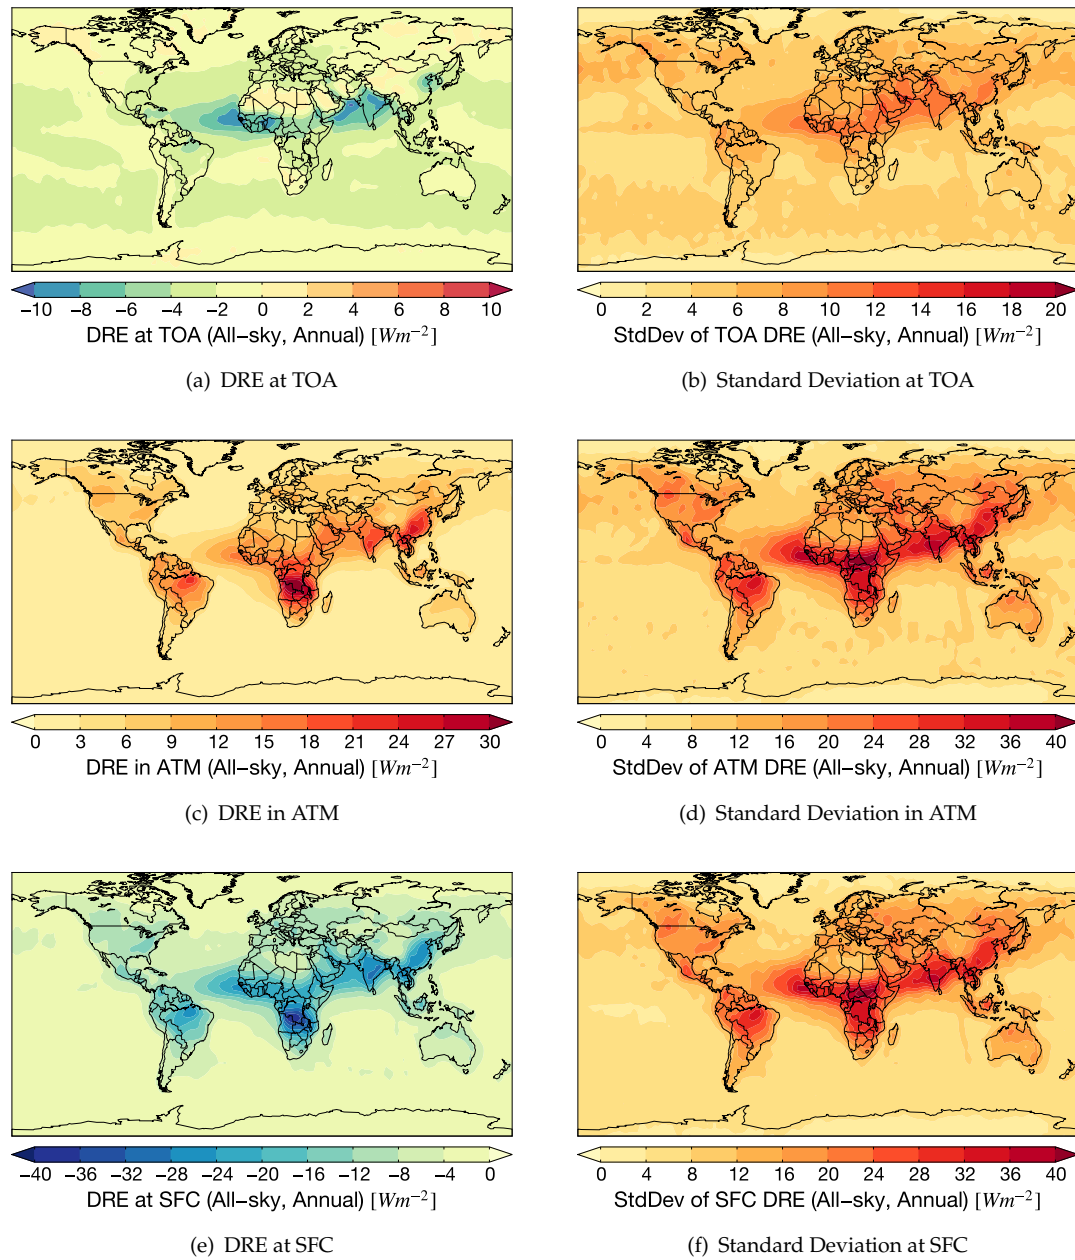 −10 −8 −6 −4 −2 0 2 4 6 8 10
DRE at TOA (All−sky, Annual) [Wm⁻²]
(a) DRE at TOA
0 2 4 6 8 10 12 14 16 18 20
StdDev of TOA DRE (All−sky, Annual) [Wm⁻²]
(b) Standard Deviation at TOA
0 3 6 9 12 15 18 21 24 27 30
DRE in ATM (All−sky, Annual) [Wm⁻²]
(c) DRE in ATM
0 4 8 12 16 20 24 28 32 36 40
StdDev of ATM DRE (All−sky, Annual) [Wm⁻²]
(d) Standard Deviation in ATM
−40 −36 −32 −28 −24 −20 −16 −12 −8 −4 0
DRE at SFC (All−sky, Annual) [Wm⁻²]
(e) DRE at SFC
0 4 8 12 16 20 24 28 32 36 40
StdDev of SFC DRE (All−sky, Annual) [Wm⁻²]
(f) Standard Deviation at SFC